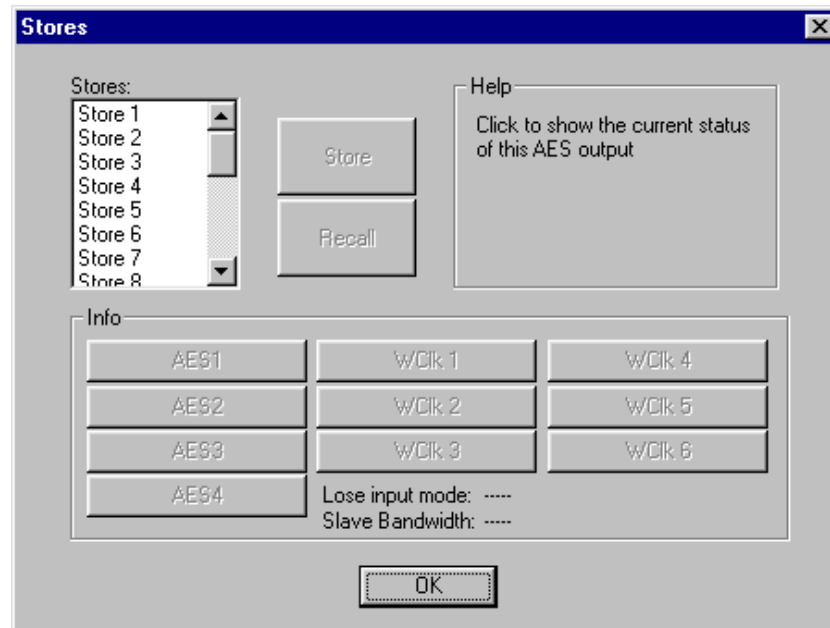 Stores
Stores:
Store 1
Store 2
Store 3
Store 4
Store 5
Store 6
Store 7
Store 8
Store
Recall
Help
Click to show the current status
of this AES output
Info
AES1
WClk 1
WClk 4
AES2
WClk 2
WClk 5
AES3
WClk 3
WClk 6
AES4
Lose input mode: -----
Slave Bandwidth: -----
OK